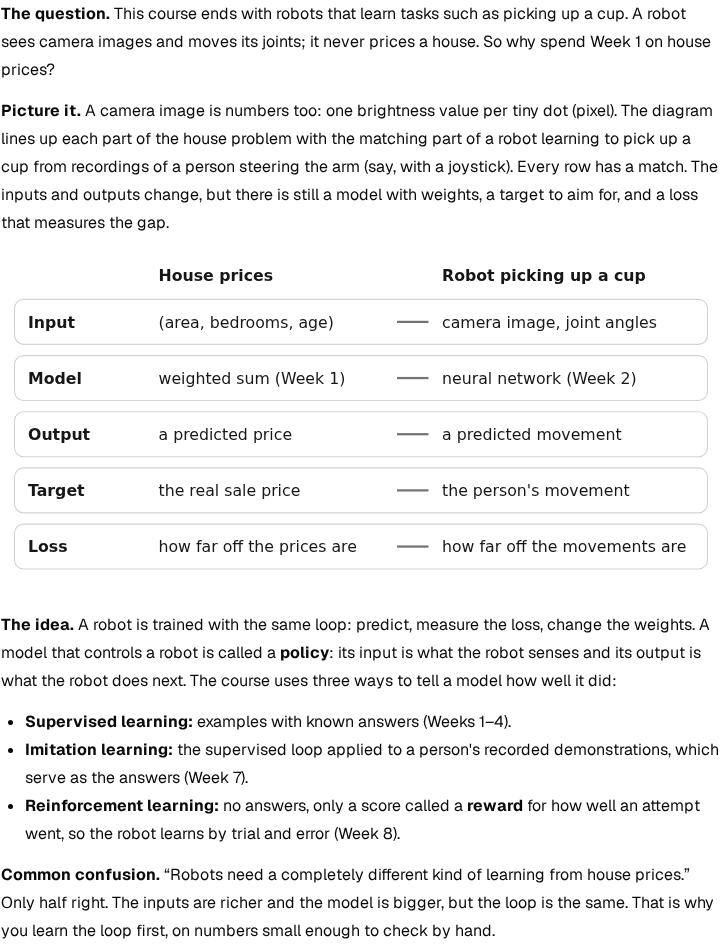 The question. This course ends with robots that learn tasks such as picking up a cup. A robot
sees camera images and moves its joints; it never prices a house. So why spend Week 1 on house
prices?
Picture it. A camera image is numbers too: one brightness value per tiny dot (pixel). The diagram
lines up each part of the house problem with the matching part of a robot learning to pick up a
cup from recordings of a person steering the arm (say, with a joystick). Every row has a match. The
inputs and outputs change, but there is still a model with weights, a target to aim for, and a loss
that measures the gap.
House prices Robot picking up a cup
Input (area, bedrooms, age) camera image, joint angles
Model weighted sum (Week 1) neural network (Week 2)
Output a predicted price a predicted movement
Target the real sale price the person's movement
Loss how far off the prices are how far off the movements are
The idea. A robot is trained with the same loop: predict, measure the loss, change the weights. A
model that controls a robot is called a policy: its input is what the robot senses and its output is
what the robot does next. The course uses three ways to tell a model how well it did:
• Supervised learning: examples with known answers (Weeks 1–4).
• Imitation learning: the supervised loop applied to a person's recorded demonstrations, which
serve as the answers (Week 7).
• Reinforcement learning: no answers, only a score called a reward for how well an attempt
went, so the robot learns by trial and error (Week 8).
Common confusion. “Robots need a completely different kind of learning from house prices.”
Only half right. The inputs are richer and the model is bigger, but the loop is the same. That is why
you learn the loop first, on numbers small enough to check by hand.